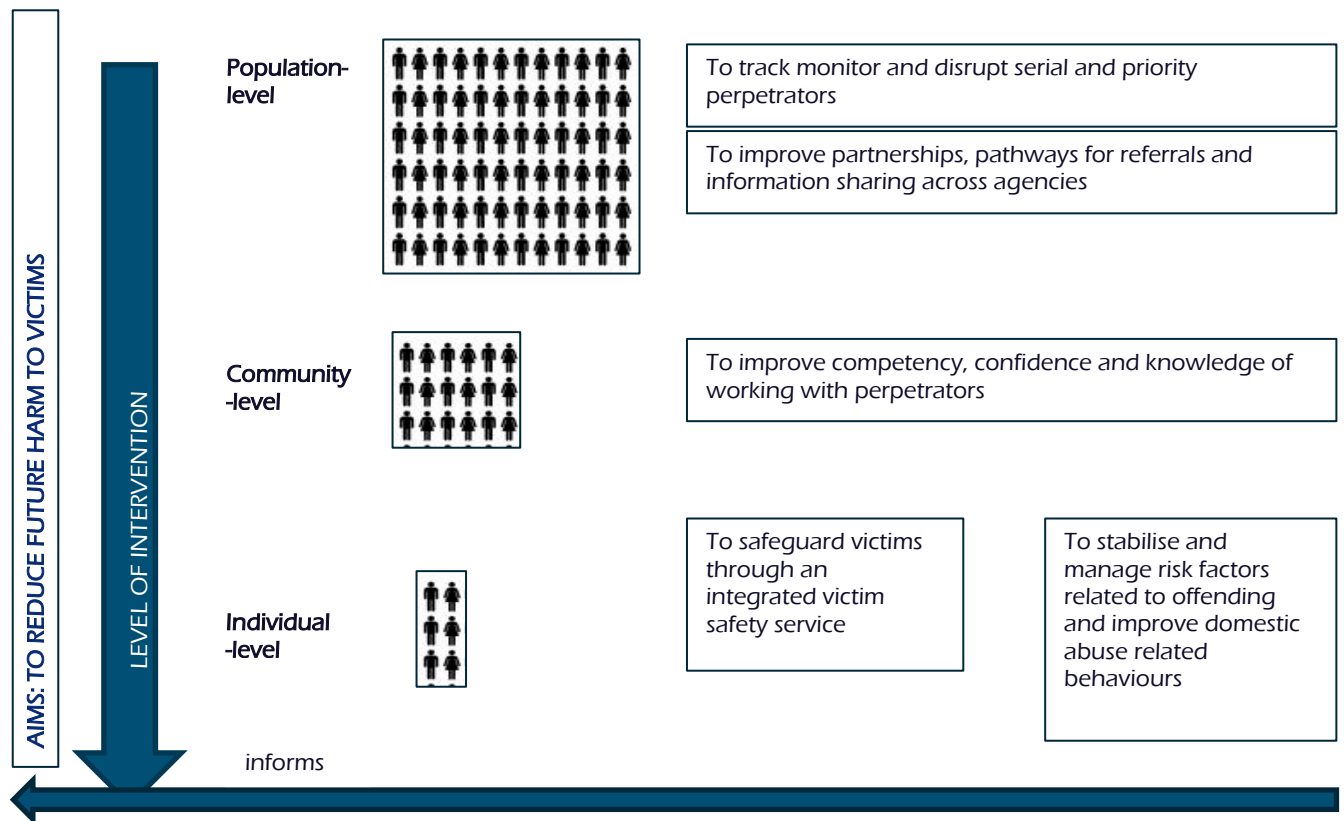 AIMS: TO REDUCE FUTURE HARM TO VICTIMS
LEVEL OF INTERVENTION
Population-
level
To track monitor and disrupt serial and priority
perpetrators
To improve partnerships, pathways for referrals and
information sharing across agencies
Community
-level
To improve competency, confidence and knowledge of
working with perpetrators
Individual
-level
To safeguard victims
through an
integrated victim
safety service
To stabilise and
manage risk factors
related to offending
and improve domestic
abuse related
behaviours
informs